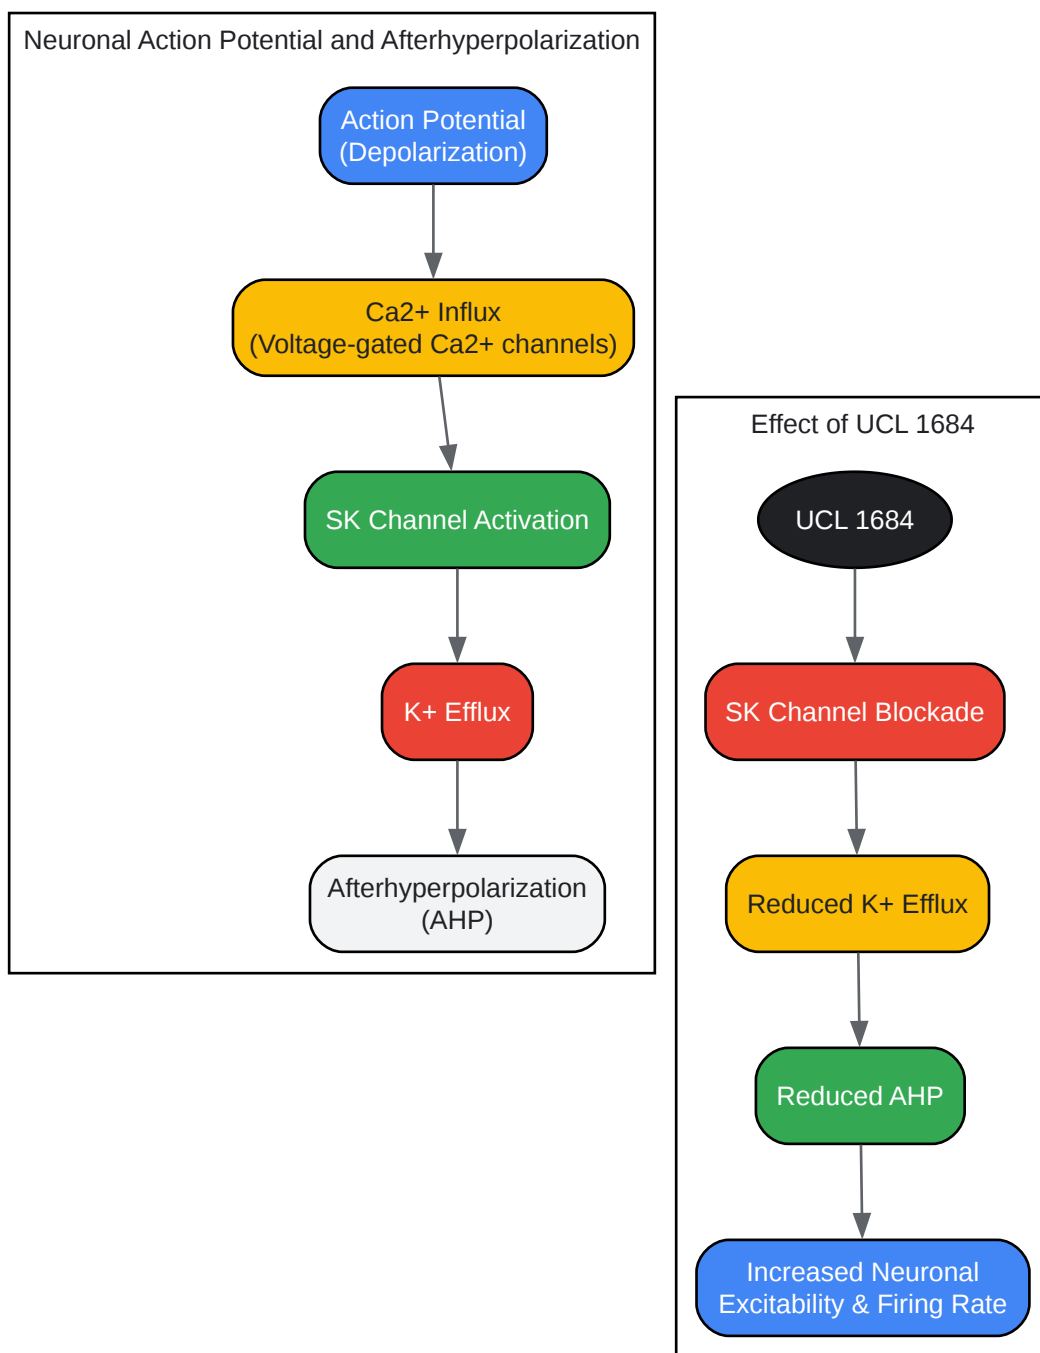 Neuronal Action Potential and Afterhyperpolarization
Action Potential
(Depolarization)
Ca2+ Influx
(Voltage-gated Ca2+ channels)
SK Channel Activation
K+ Efflux
Afterhyperpolarization
(AHP)
Effect of UCL 1684
UCL 1684
SK Channel Blockade
Reduced K+ Efflux
Reduced AHP
Increased Neuronal
Excitability & Firing Rate